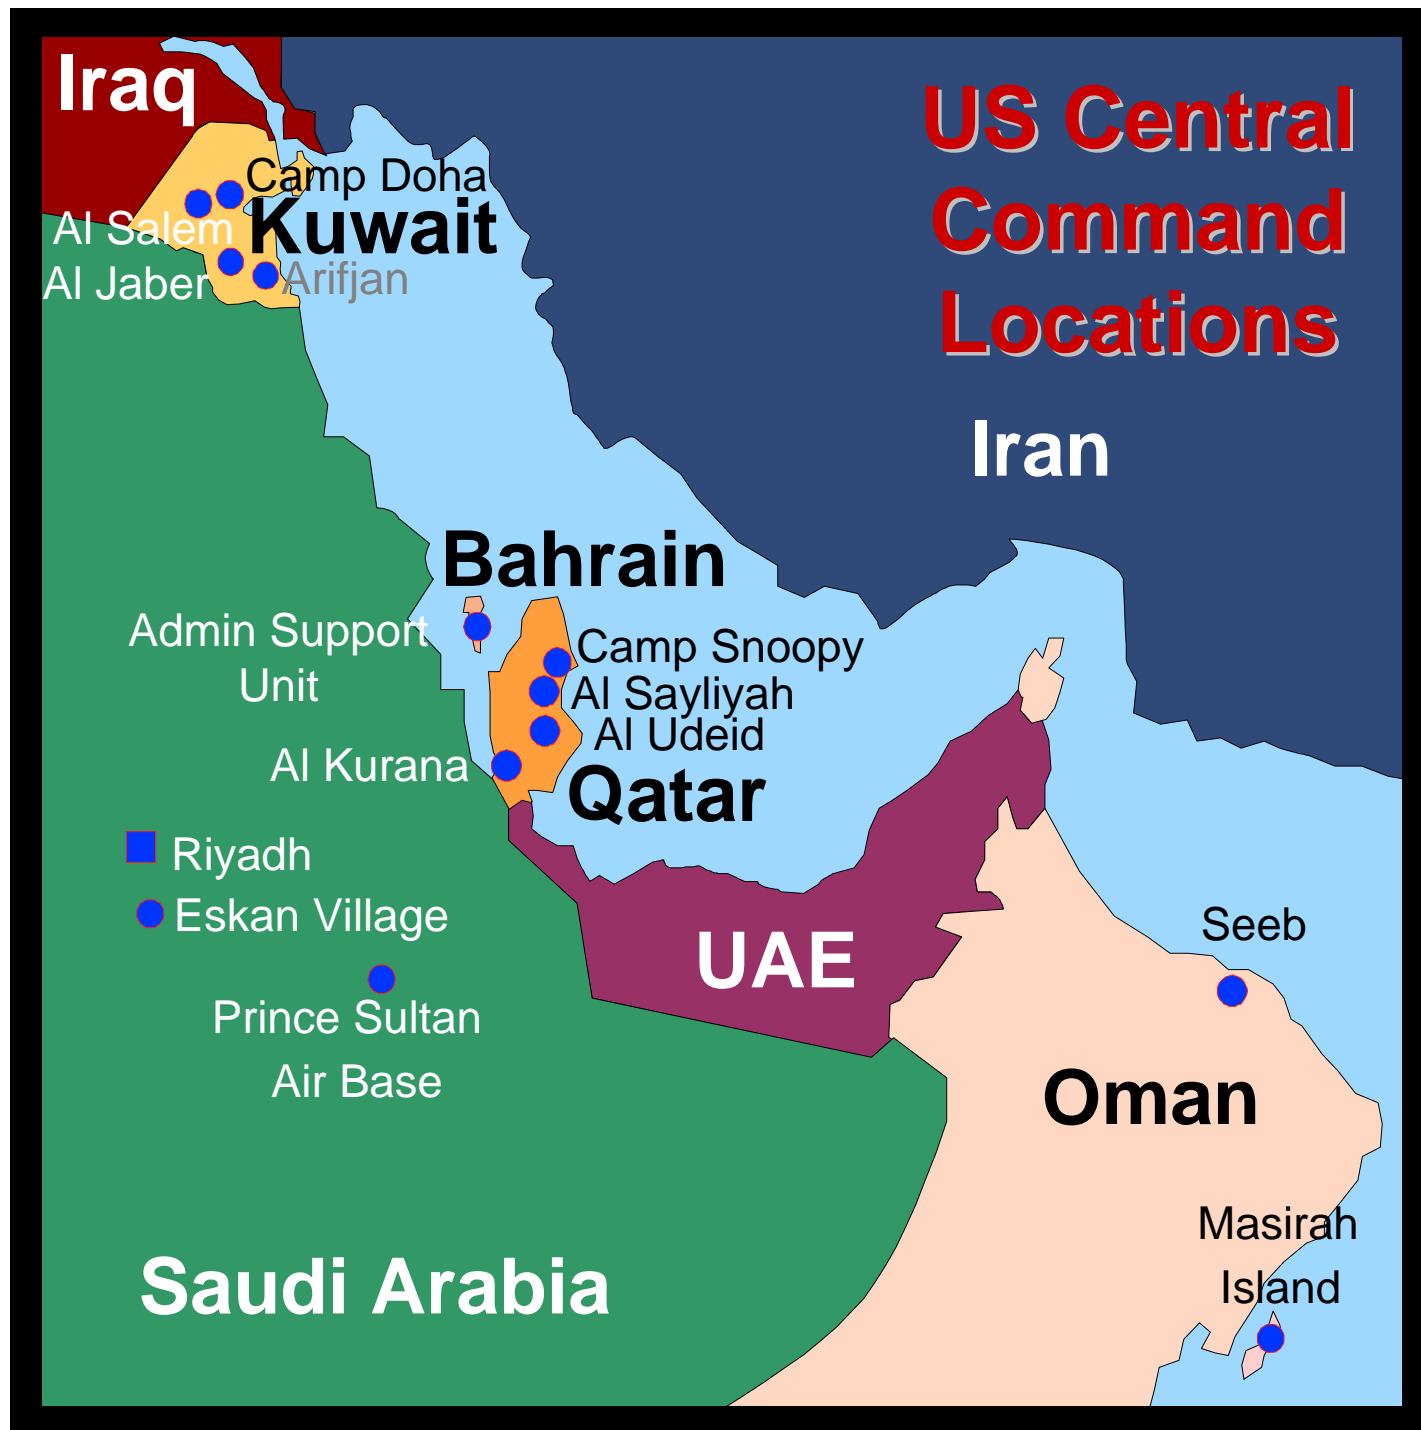 Iraq
US Central
Command
Locations
Camp Doha
Al Salem
Kuwait
Al Jaber
Arifjan
Iran
Bahrain
Admin Support
Unit
Camp Snoopy
Al Sayliyah
Al Udeid
Al Kurana
Qatar
Riyadh
Eskan Village
Seeb
UAE
Prince Sultan
Air Base
Oman
Masirah
Island
Saudi Arabia